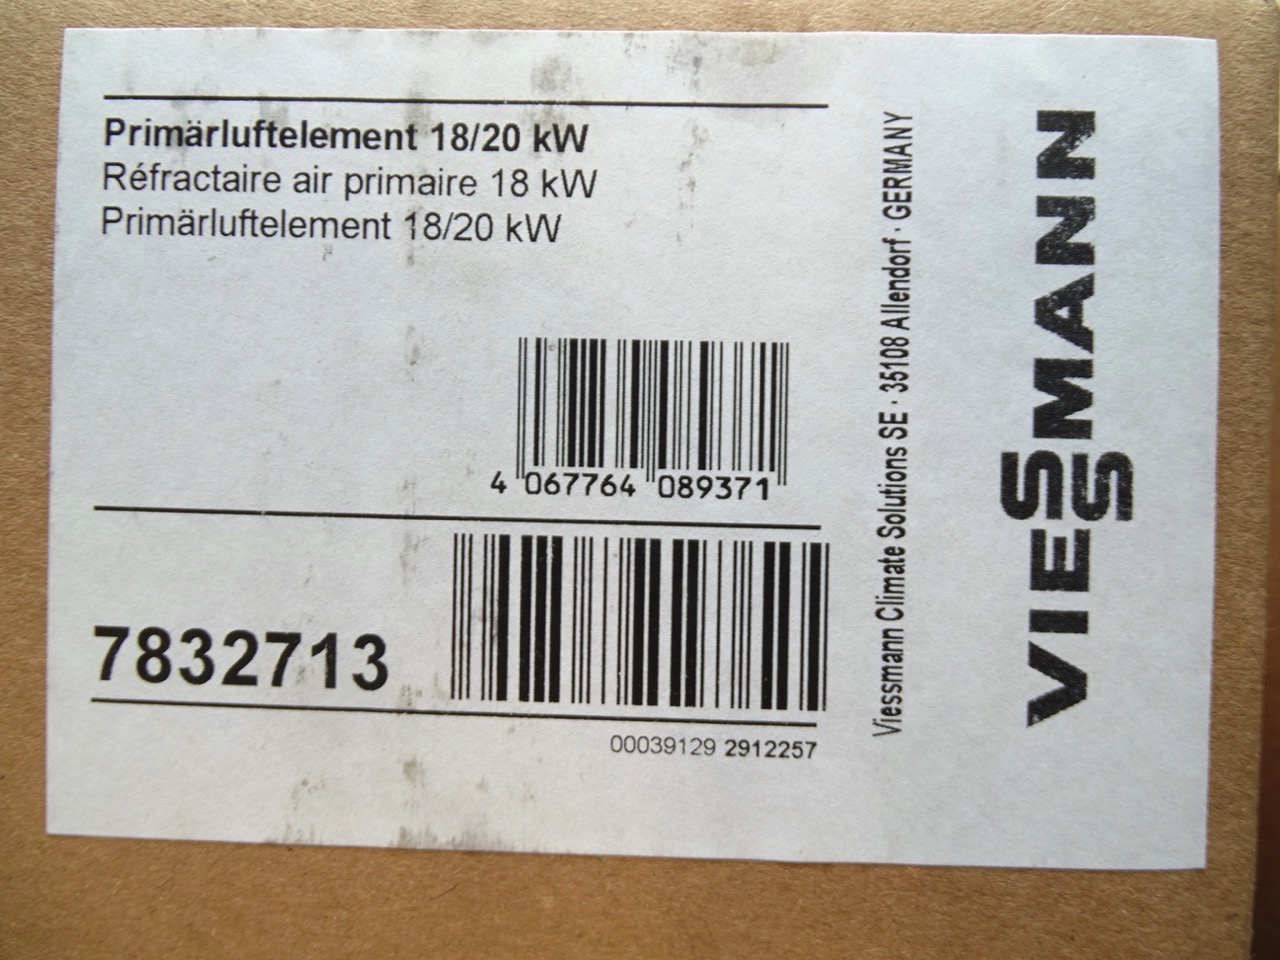 Primärluftelement 18/20 kW
Réfractaire air primaire 18 kW
Primärluftelement 18/20 kW
4 067764 089371
7832713
00039129 2912257
Viessmann Climate Solutions SE · 35108 Allendorf · GERMANY
VIESSMANN